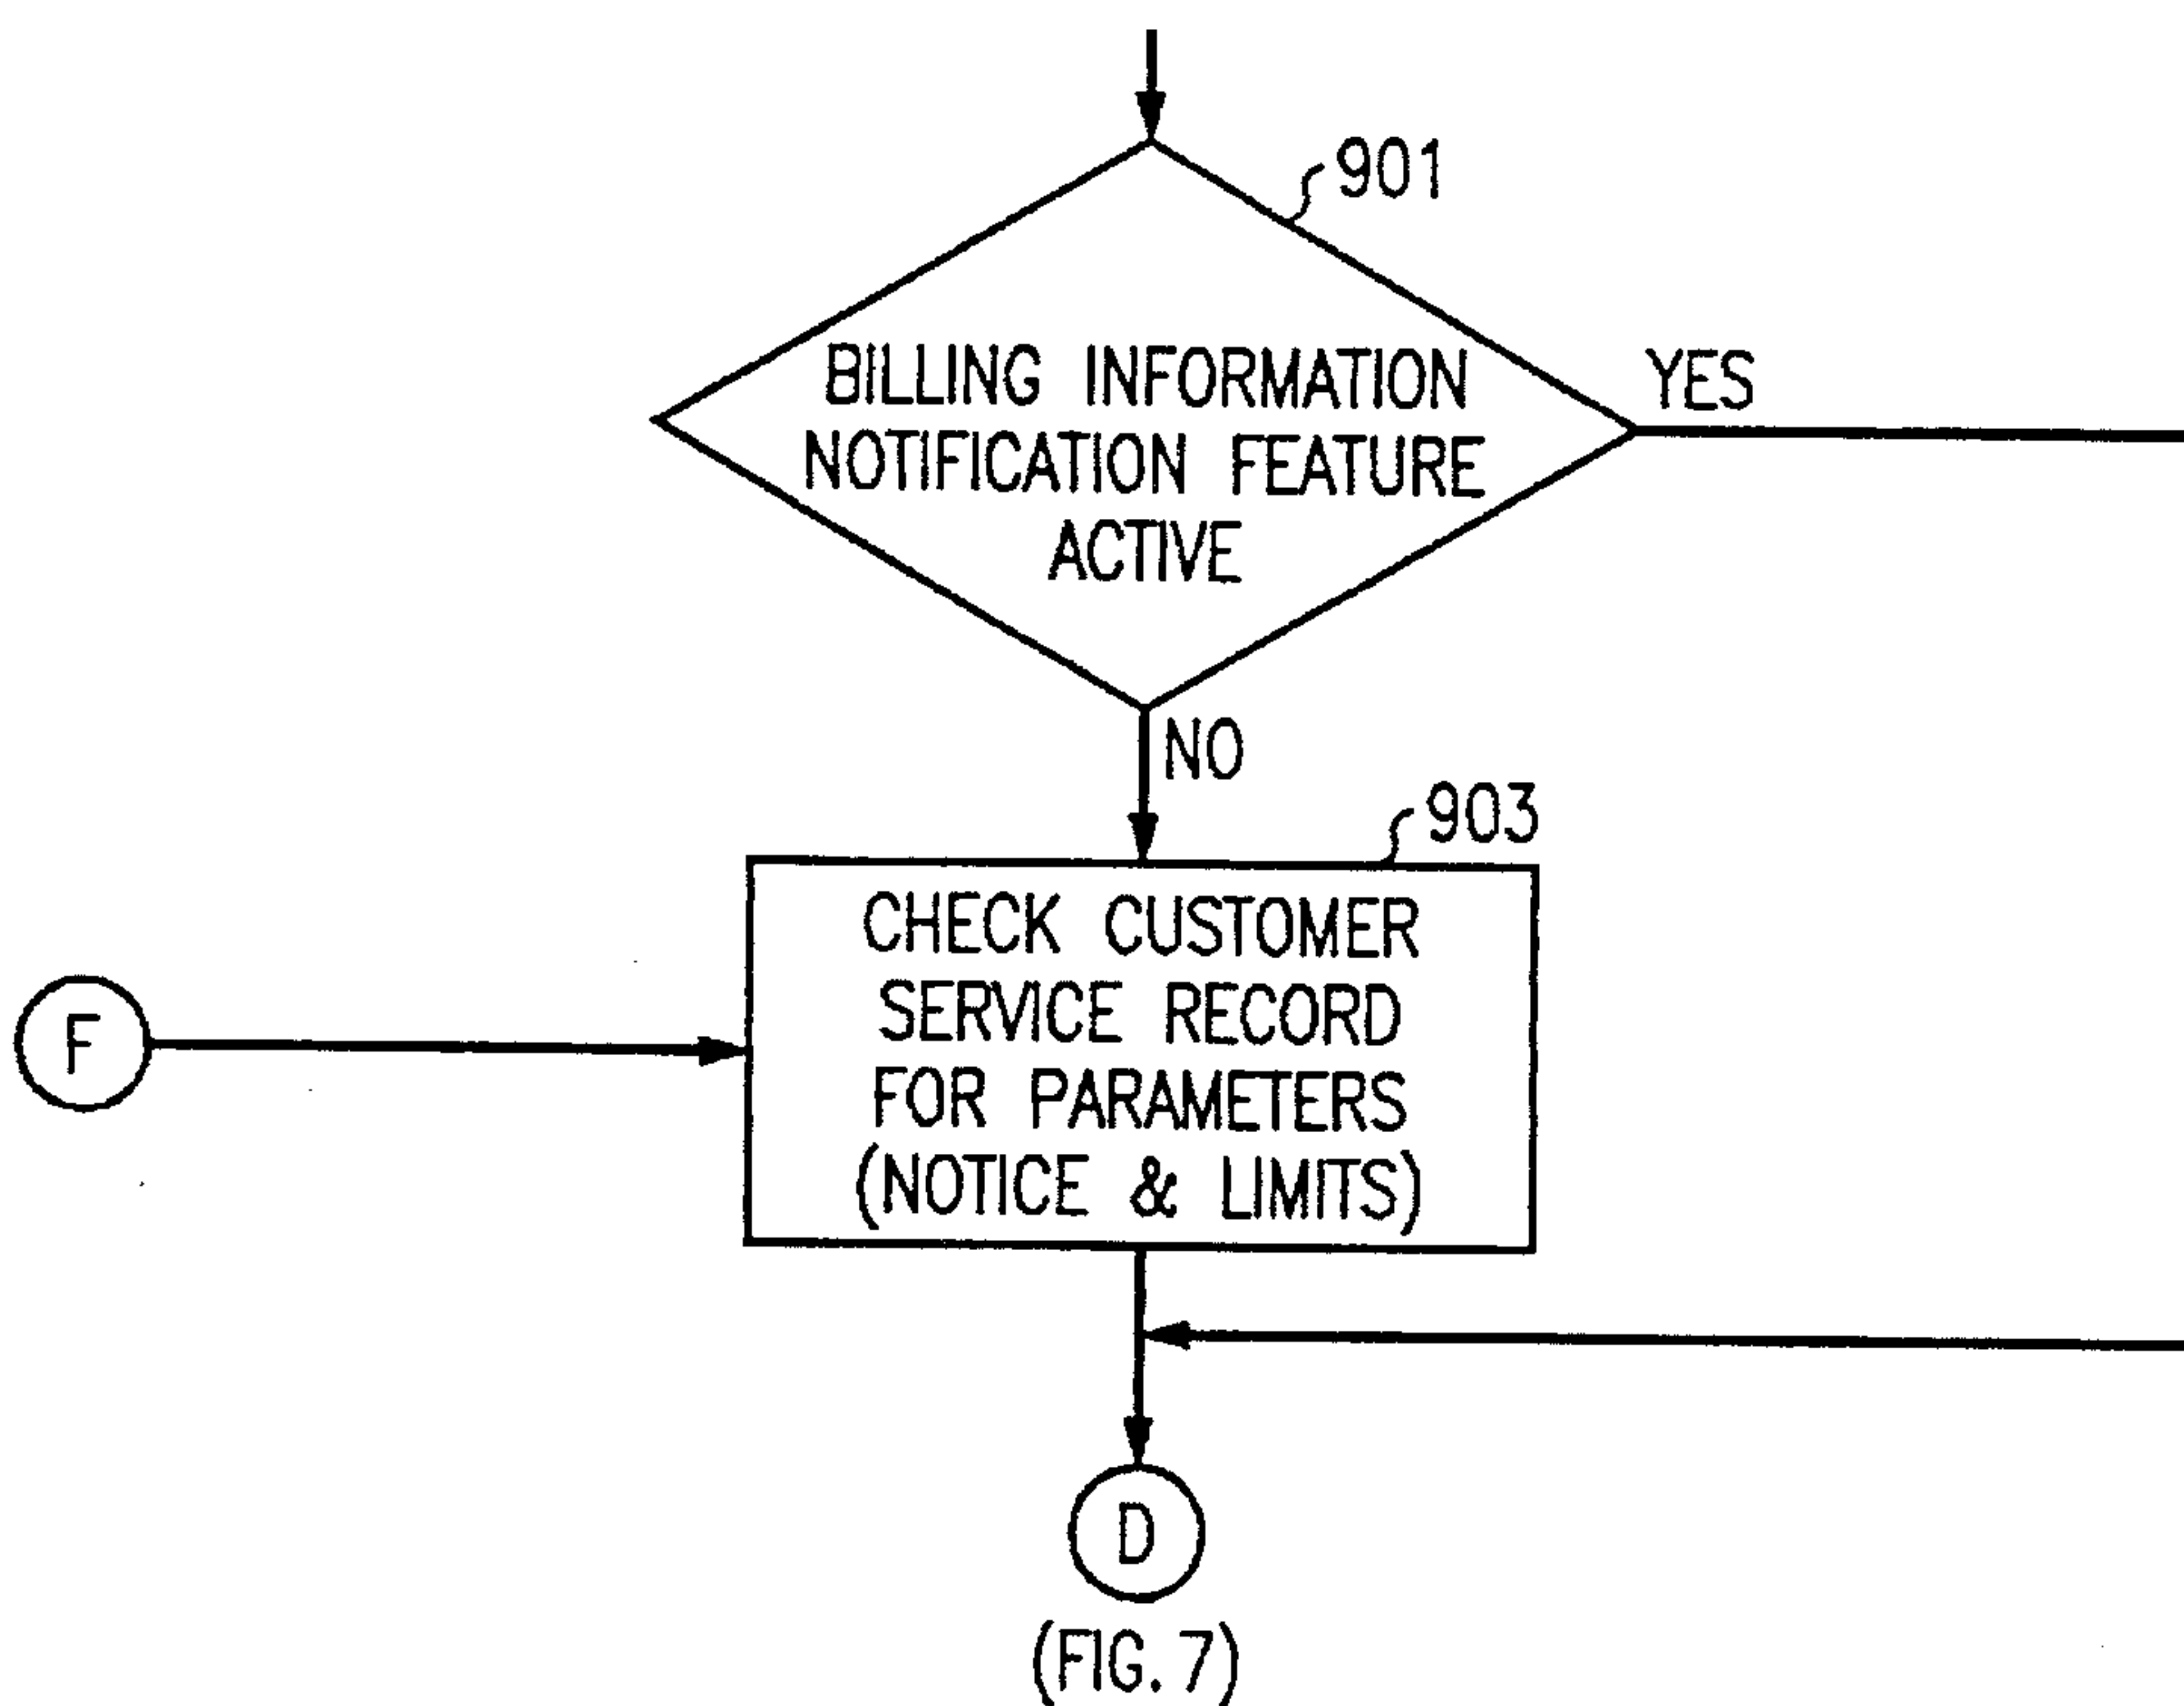 901
BILLING INFORMATION
NOTIFICATION FEATURE
ACTIVE
YES
NO
903
CHECK CUSTOMER
SERVICE RECORD
FOR PARAMETERS
(NOTICE & LIMITS)
F
D
(FIG. 7)